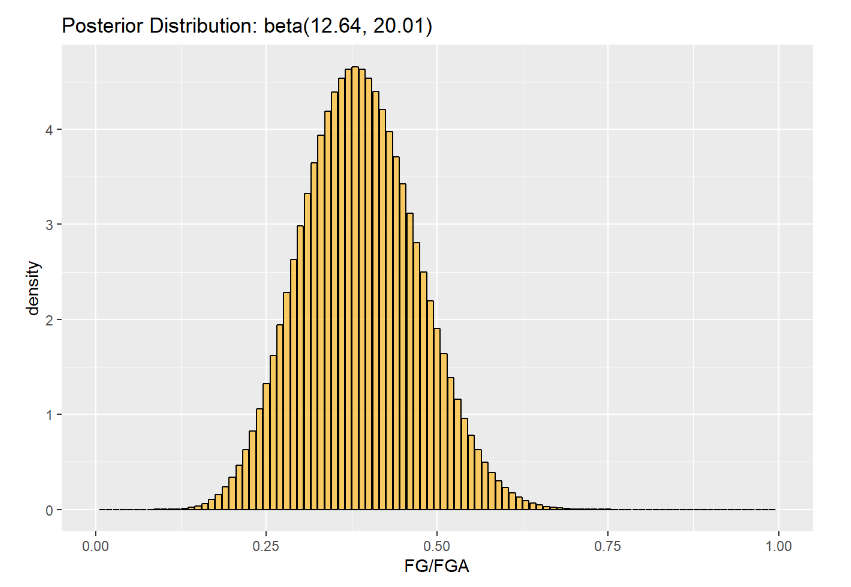 Posterior Distribution: beta(12.64, 20.01)
4
3
2
1
0
density
0.00 0.25 0.50 0.75 1.00
FG/FGA